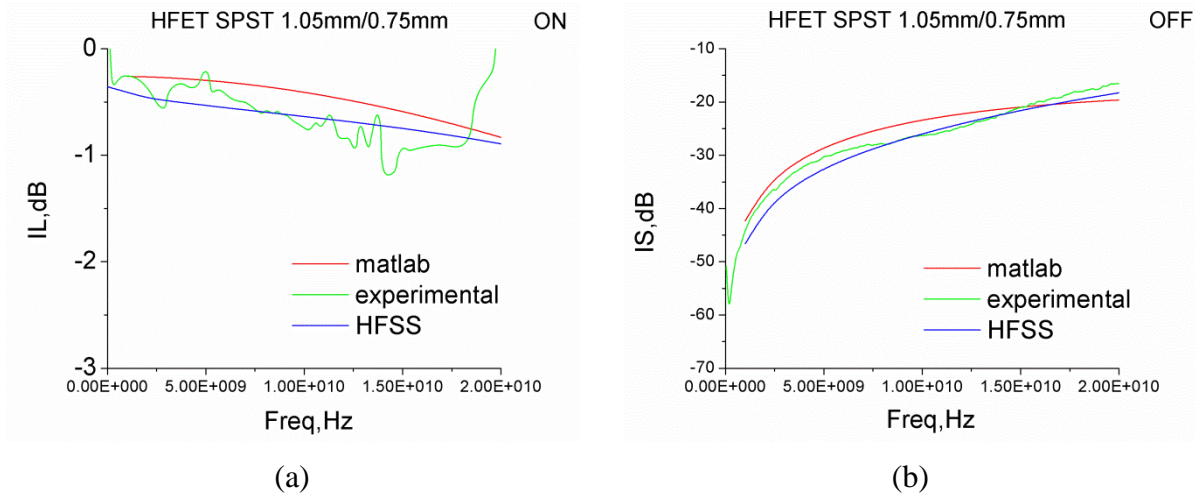 HFET SPST 1.05mm/0.75mm ON
0
-1
-2
-3
IL,dB
matlab
experimental
HFSS
0.00E+000 5.00E+009 1.00E+010 1.50E+010 2.00E+010
Freq,Hz
(a)
HFET SPST 1.05mm/0.75mm OFF
-10
-20
-30
-40
-50
-60
-70
IS,dB
matlab
experimental
HFSS
0.00E+000 5.00E+009 1.00E+010 1.50E+010 2.00E+010
Freq,Hz
(b)